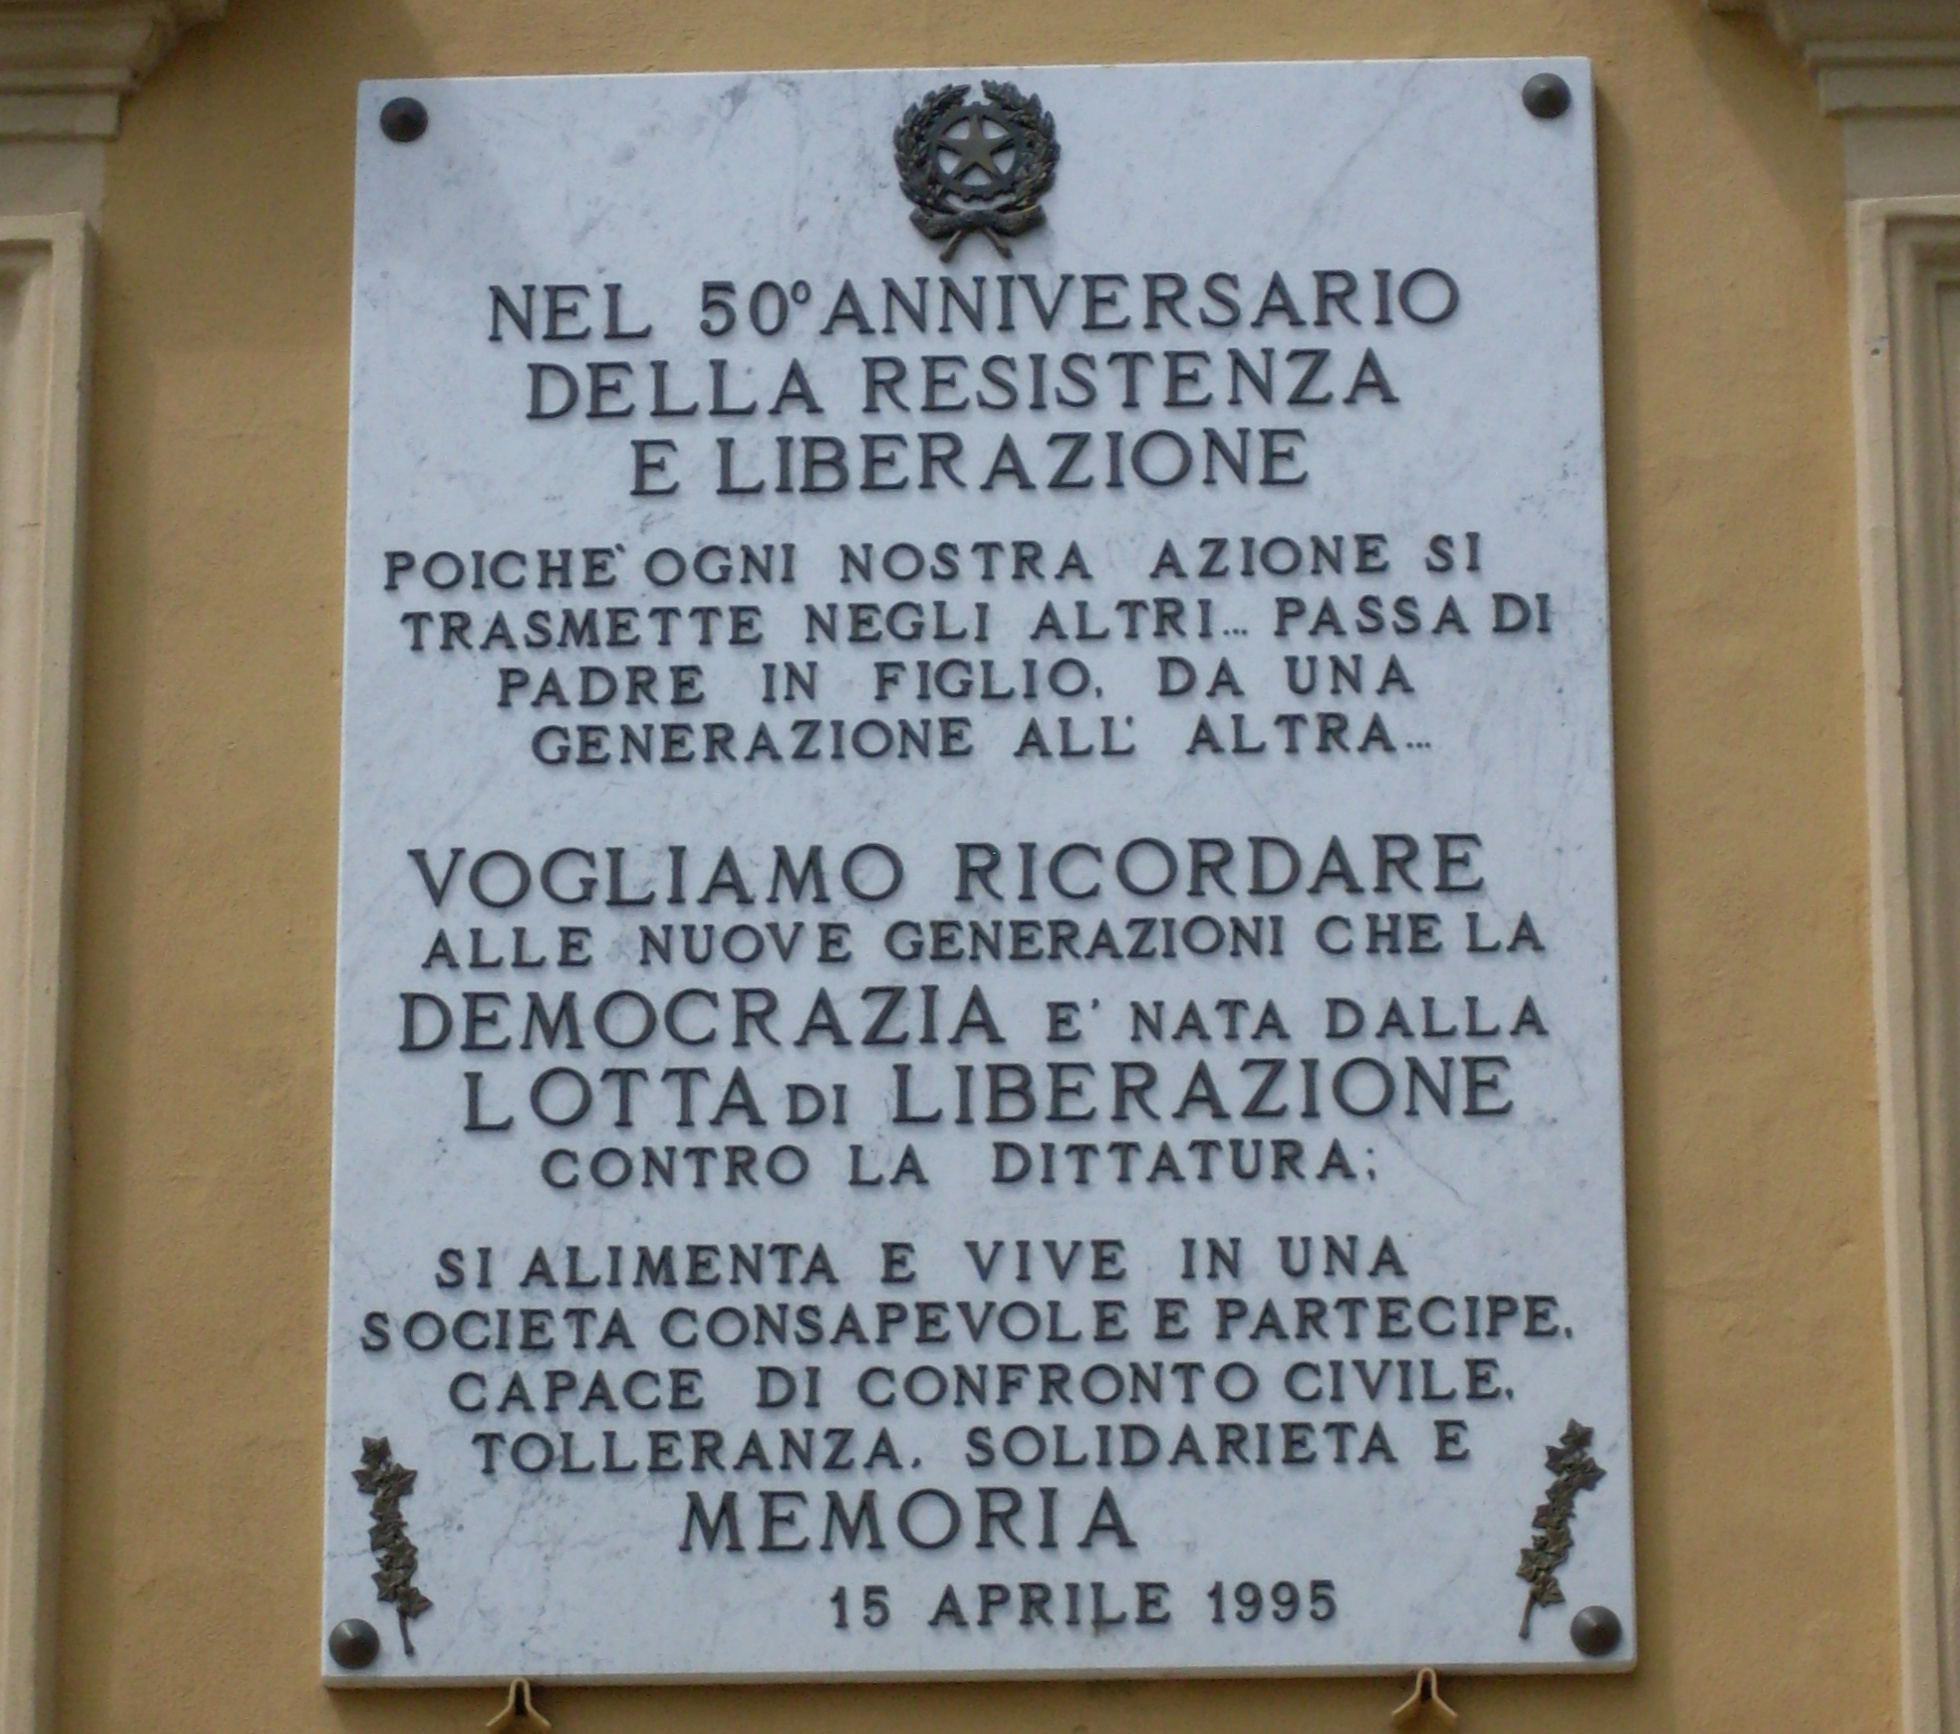 NEL 50° ANNIVERSARIO
DELLA RESISTENZA
E LIBERAZIONE
POICHE` OGNI NOSTRA AZIONE SI
TRASMETTE NEGLI ALTRI... PASSA DI
PADRE IN FIGLIO, DA UNA
GENERAZIONE ALL' ALTRA...
VOGLIAMO RICORDARE
ALLE NUOVE GENERAZIONI CHE LA
DEMOCRAZIA E' NATA DALLA
LOTTA DI LIBERAZIONE
CONTRO LA DITTATURA;
SI ALIMENTA E VIVE IN UNA
SOCIETA CONSAPEVOLE E PARTECIPE,
CAPACE DI CONFRONTO CIVILE,
TOLLERANZA, SOLIDARIETA E
MEMORIA
15 APRILE 1995